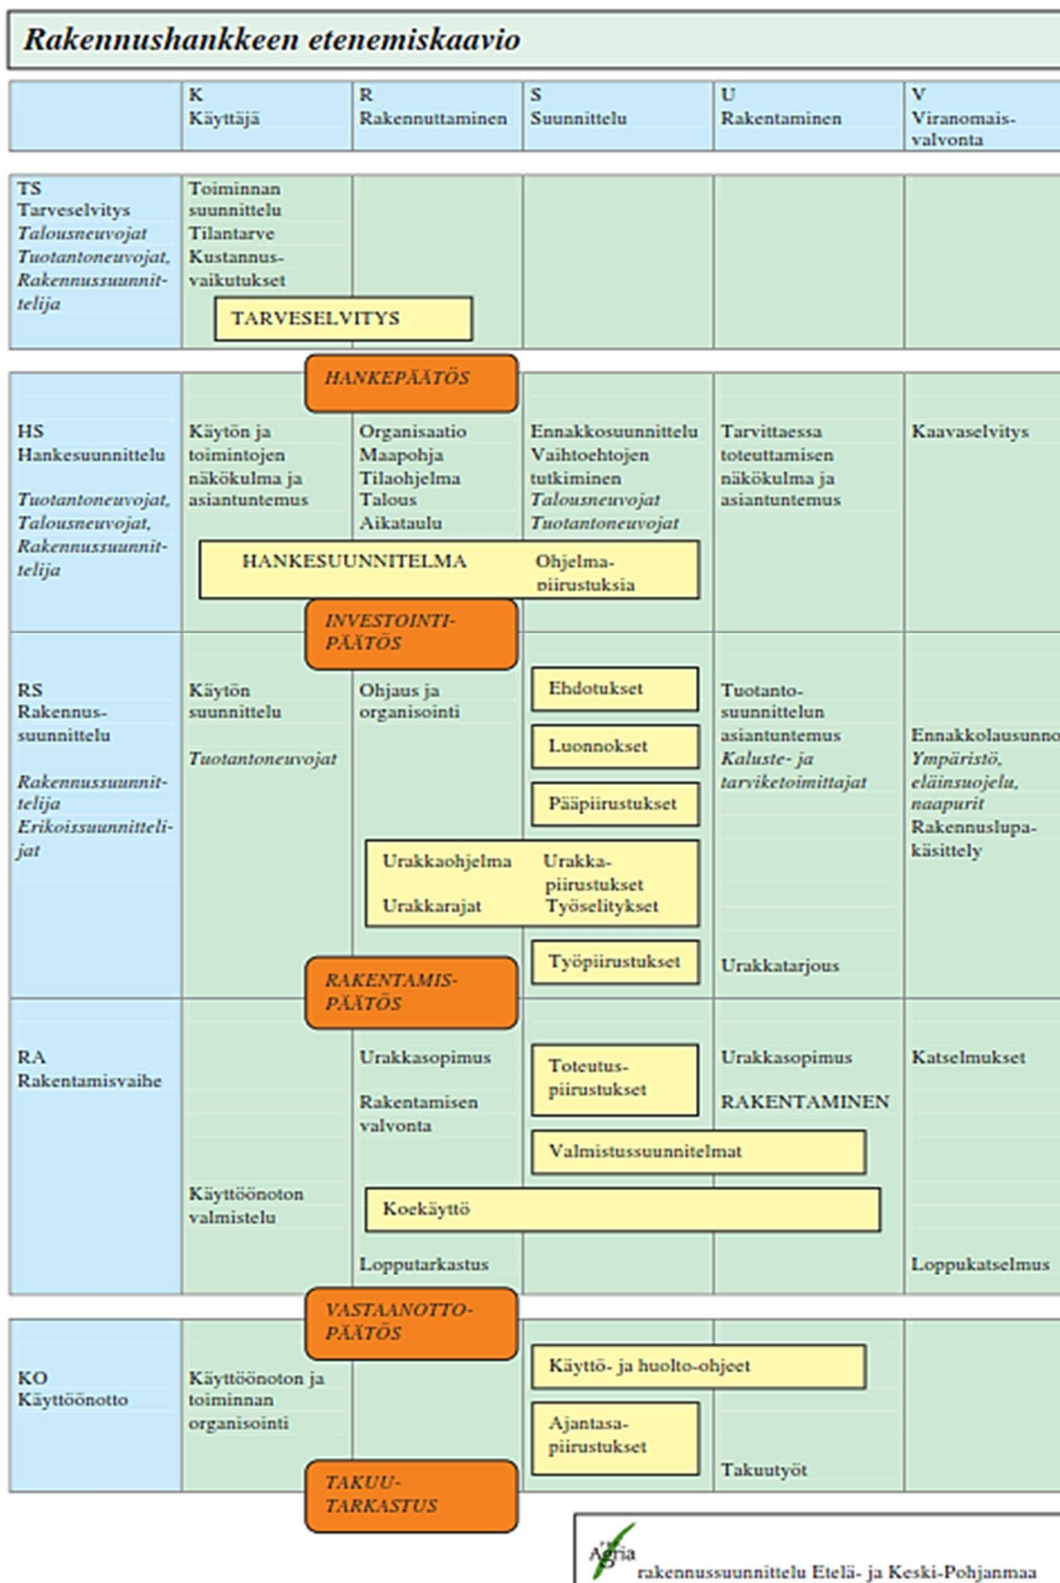 Rakennushankkeen etenemiskaavio
K
Käyttäjä
R
Rakennuttaminen
S
Suunnittelu
U
Rakentaminen
V
Viranomais-
valvonta
TS
Tarveselvitys
Talousneuvojat
Tuotantoneuvojat,
Rakennussuunnit-
telija
Toiminnan
suunnittelu
Tilantarve
Kustannus-
vaikutukset
TARVESELVITYS
HANKEPÄÄTÖS
HS
Hankesuunnittelu
Tuotantoneuvojat,
Talousneuvojat,
Rakennussuunnit-
telija
Käytön ja
toimintojen
näkökulma ja
asiantuntemus
Organisaatio
Maapohja
Tilaohjelma
Talous
Aikataulu
Ennakkosuunnittelu
Vaihtoehtojen
tutkiminen
Talousneuvojat
Tuotantoneuvojat
Tarvittaessa
toteuttamisen
näkökulma ja
asiantuntemus
Kaavaselvitys
HANKESUUNNITELMA
Ohjelma-
piirustuksia
INVESTOINTI-
PÄÄTÖS
RS
Rakennus-
suunnittelu
Rakennussuunnit-
telija
Erikoissuunnitteli-
jat
Käytön
suunnittelu
Tuotantoneuvojat
Ohjaus ja
organisointi
Ehdotukset
Luonnokset
Pääpiirustukset
Urakkaohjelma
Urakkarajat
Urakka-
piirustukset
Työselitykset
Työpiirustukset
Tuotanto-
suunnittelun
asiantuntemus
Kaluste- ja
tarviketoimittajat
Urakkatarjous
Ennakkolausunno
Ympäristö,
eläinsuojelu,
naapurit
Rakennuslupa-
käsittely
RAKENTAMIS-
PÄÄTÖS
RA
Rakentamisvaihe
Käyttöönoton
valmistelu
Urakkasopimus
Rakentamisen
valvonta
Toteutus-
piirustukset
Urakkasopimus
RAKENTAMINEN
Katselmukset
Valmistussuunnitelmat
Koekäyttö
Lopputarkastus
Loppukatselmus
VASTAANOTTO-
PÄÄTÖS
KO
Käyttöönotto
Käyttöönoton ja
toiminnan
organisointi
Käyttö- ja huolto-ohjeet
Ajantasa-
piirustukset
Takuutyöt
TAKUU-
TARKASTUS
Agria
rakennussuunnittelu Etelä- ja Keski-Pohjanmaa